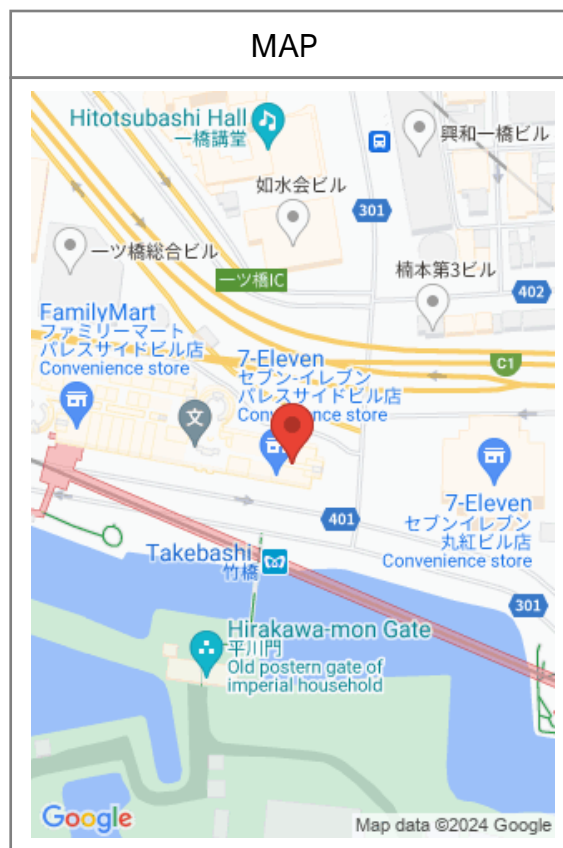 MAP
Hitotsubashi Hall
一橋講堂
興和一橋ビル
如水会ビル
301
一ツ橋総合ビル
一ツ橋IC
楠本第3ビル
402
FamilyMart
ファミリーマート
パレスサイドビル店
Convenience store
7-Eleven
セブン-イレブン
パレスサイドビル店
Convenience store
C1
文
7-Eleven
セブンイレブン
丸紅ビル店
Convenience store
401
Takebashi
竹橋
301
Hirakawa-mon Gate
平川門
Old postern gate of
imperial household
Google
Map data ©2024 Google